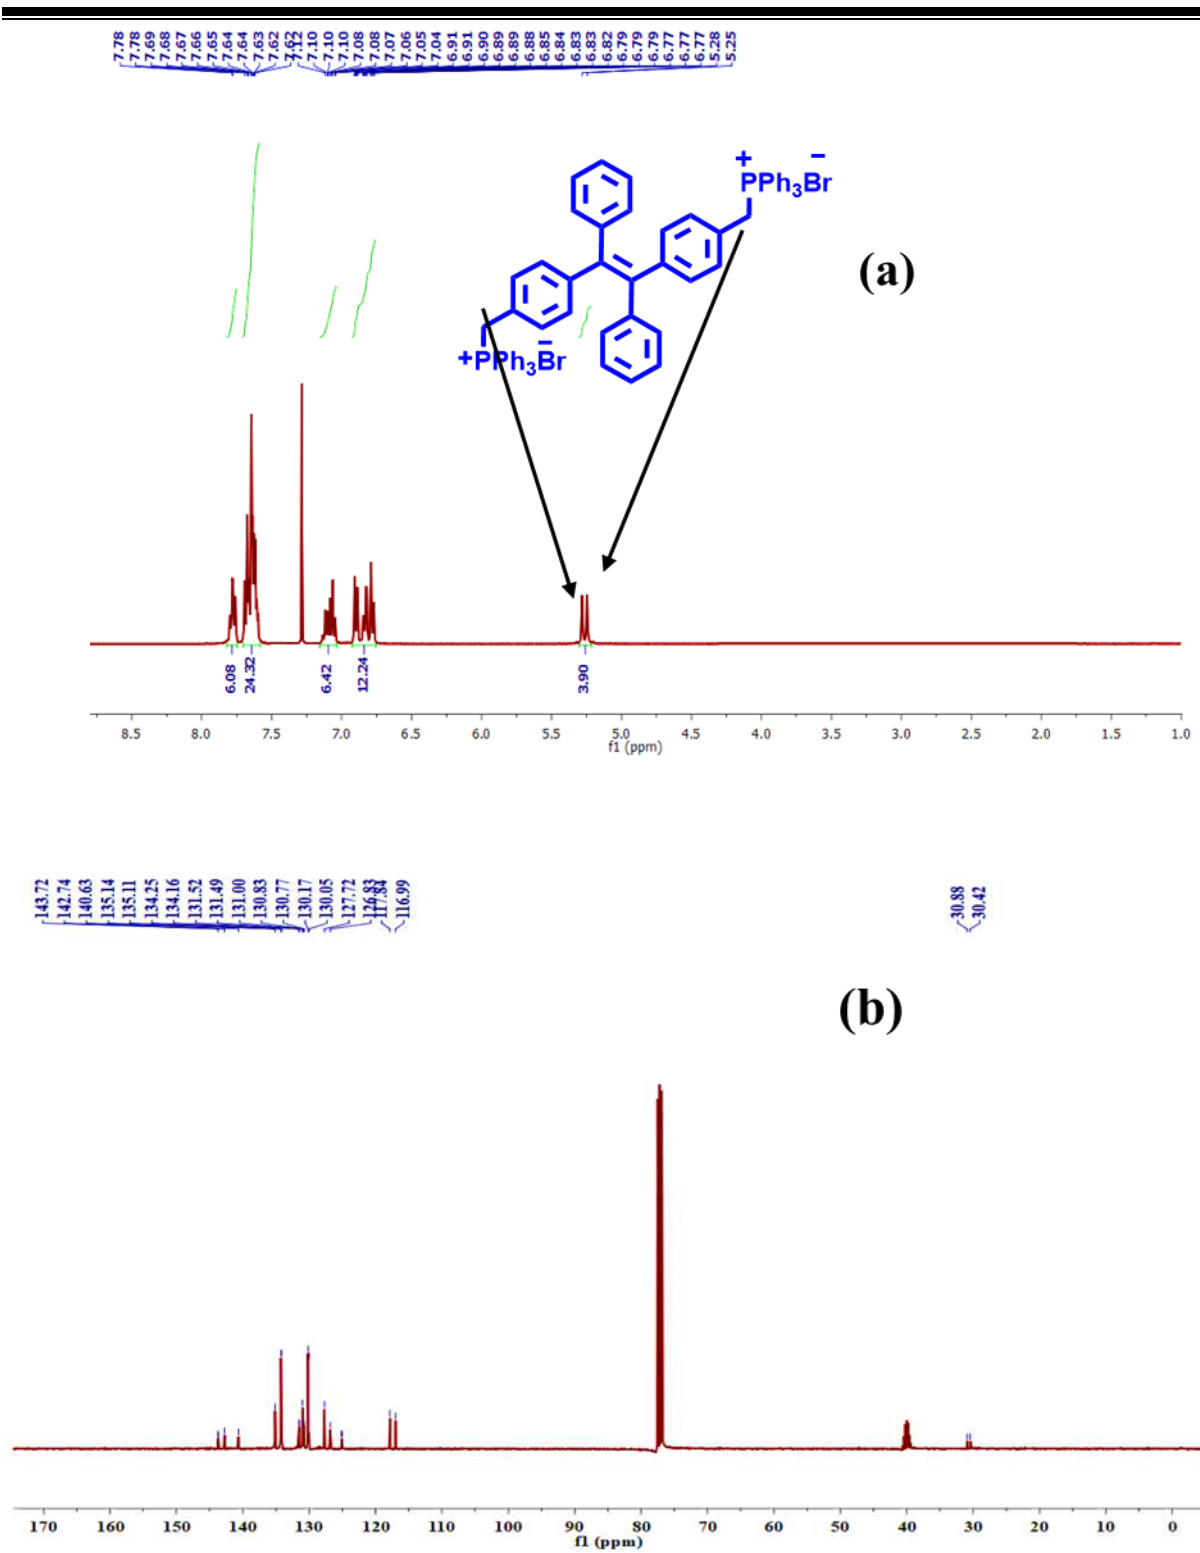 7.78 7.78 7.69 7.68 7.67 7.66 7.65 7.64 7.64 7.63 7.62 7.62 7.12 7.10 7.10 7.10 7.08 7.08 7.07 7.06 7.05 7.04 6.91 6.91 6.90 6.89 6.89 6.88 6.85 6.84 6.83 6.83 6.82 6.79 6.79 6.79 6.77 6.77 6.77 5.28 5.25
+ −
PPh3Br
(a)
−
+PPh3Br
6.08 24.32 6.42 12.24 3.90
8.5 8.0 7.5 7.0 6.5 6.0 5.5 5.0 4.5 4.0 3.5 3.0 2.5 2.0 1.5 1.0
f1 (ppm)
143.72 142.74 140.63 135.14 135.11 134.25 134.16 131.52 131.49 131.00 130.83 130.77 130.17 130.05 127.72 126.83 117.84 116.99 30.88 30.42
(b)
170 160 150 140 130 120 110 100 90 80 70 60 50 40 30 20 10 0
f1 (ppm)